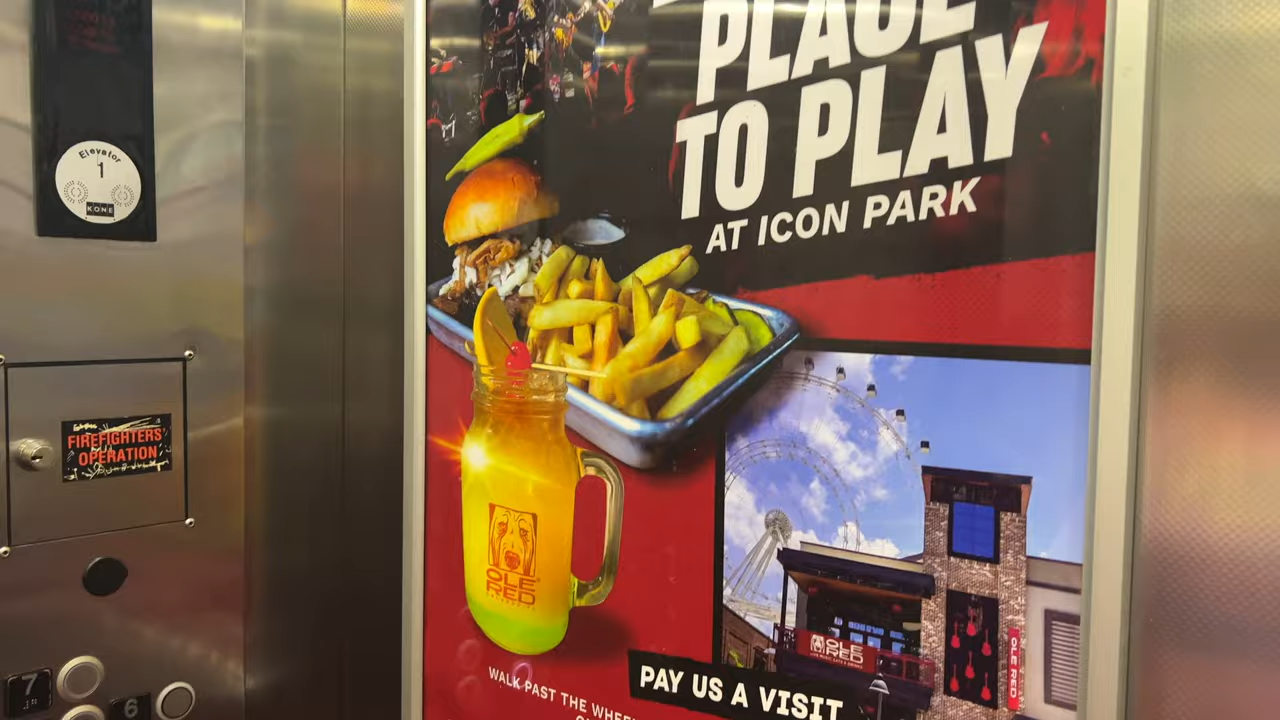 Elevator
1
KONE
FIREFIGHTERS'
OPERATION
7
6
PLACE
TO PLAY
AT ICON PARK
OLE
RED
OLE
RED
OLE RED
PAY US A VISIT
WALK PAST THE WHEEL